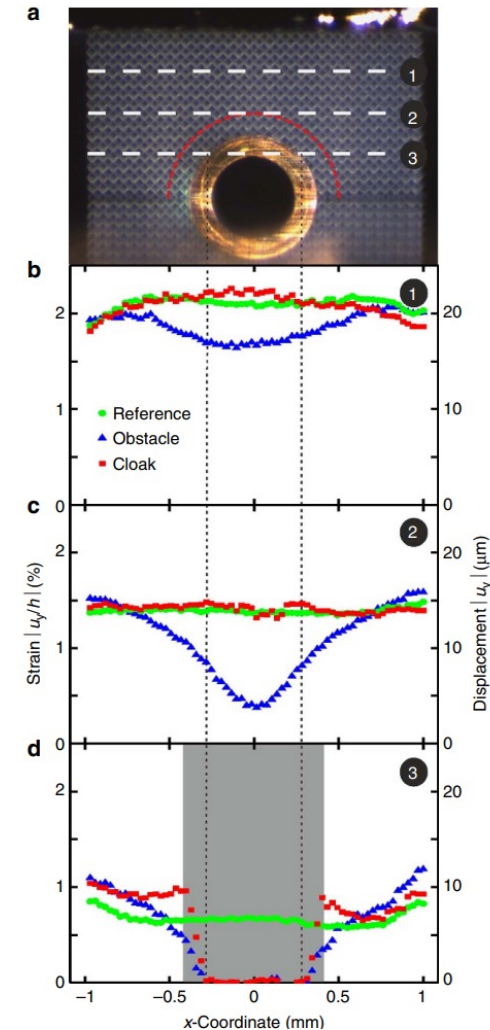 a
1
2
3
b
1
2
20
1
10
Reference
Obstacle
Cloak
0
0
c
2
2
20
Strain |uy/h| (%)
1
10
Displacement |uy| (μm)
0
0
d
3
2
20
1
10
0
0
−1
−0.5
0
0.5
1
x-Coordinate (mm)